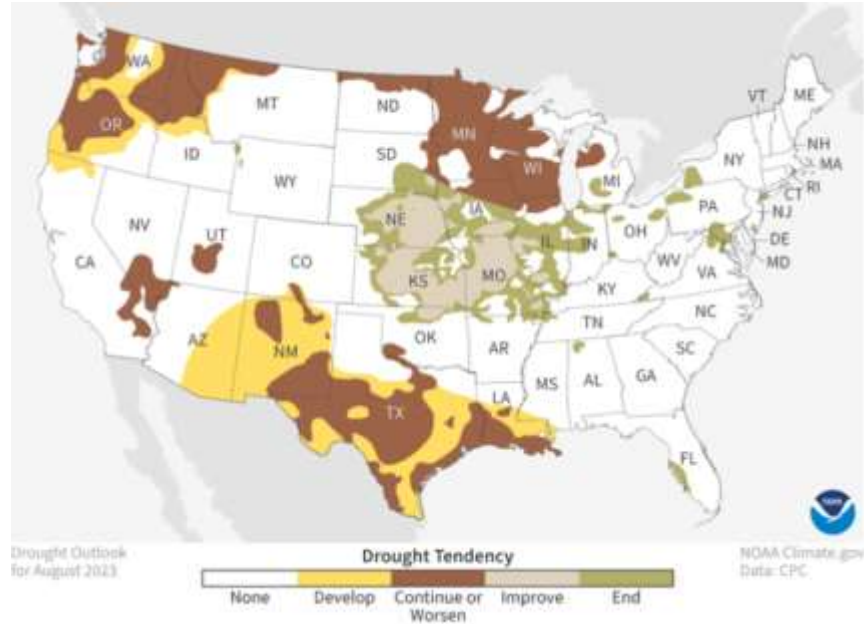 WA
MT
ND
MN
VT
ME
OR
ID
SD
WI
NY
NH
MA
WY
MI
RI
CT
NE
IA
PA
NJ
NV
UT
IL
IN
OH
DE
MD
CA
CO
KS
MO
WV
VA
KY
NC
AZ
NM
OK
TN
AR
SC
TX
LA
MS
AL
GA
FL
NOAA
Drought Outlook
for August 2023
Drought Tendency
NOAA Climate.gov
Data: CPC
None
Develop
Continue or
Worsen
Improve
End